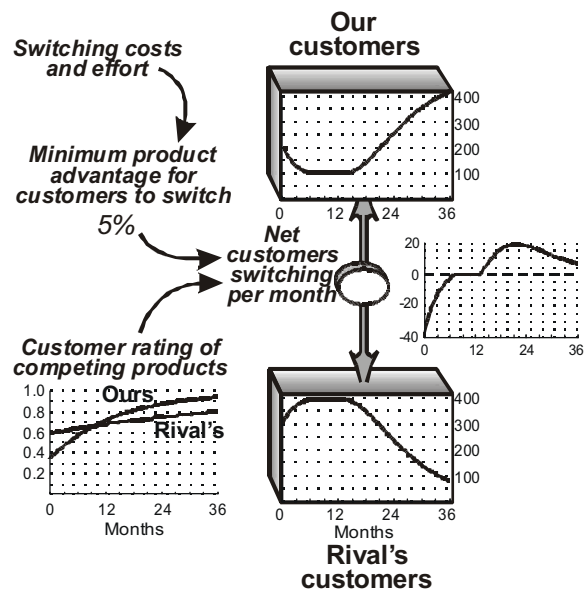 Our
customers
Switching costs
and effort
400
300
200
100
0
12
24
36
Minimum product
advantage for
customers to switch
5%
Net
customers
switching
per month
20
0
-20
-40
0
12
24
36
Customer rating of
competing products
1.0
0.8
0.6
0.4
0.2
Ours
Rival's
0
12
24
36
Months
400
300
200
100
0
12
24
36
Months
Rival's
customers